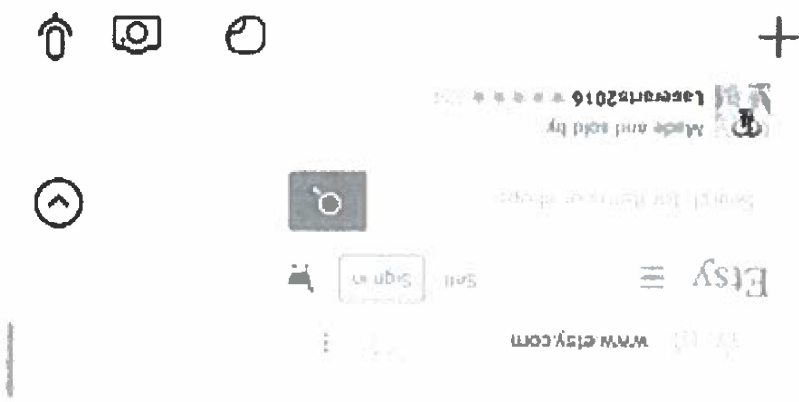 www.etsy.com
Etsy Sell Sign in
Search for items or shops
Made and sold by
Laserarts2016